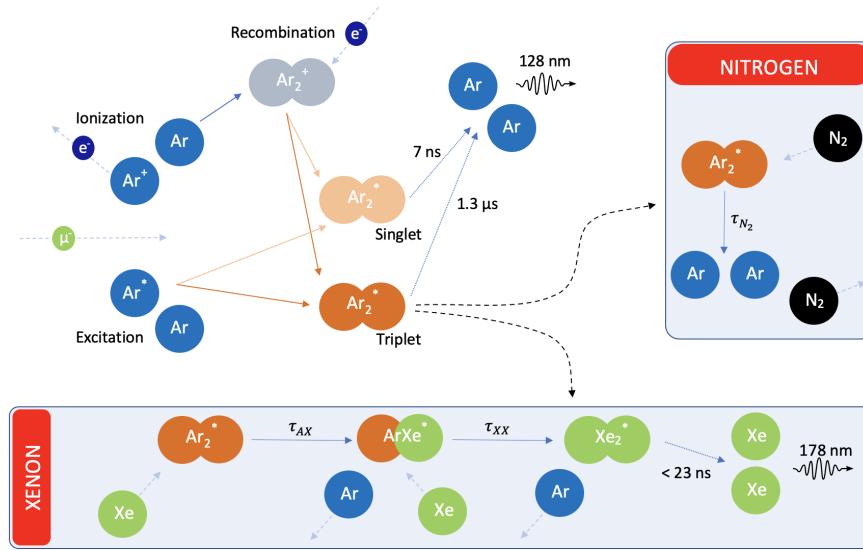 Recombination
e-
Ar2+
128 nm
Ar
Ar
Ionization
Ar
e-
Ar+
7 ns
Ar2*
Singlet
1.3 μs
μ-
Ar*
Ar
Excitation
Ar2*
Triplet
NITROGEN
N2
Ar2*
τN2
Ar
Ar
N2
XENON
Ar2*
τAX
ArXe*
τXX
Xe2*
Xe
178 nm
< 23 ns
Xe
Xe
Ar
Xe
Ar